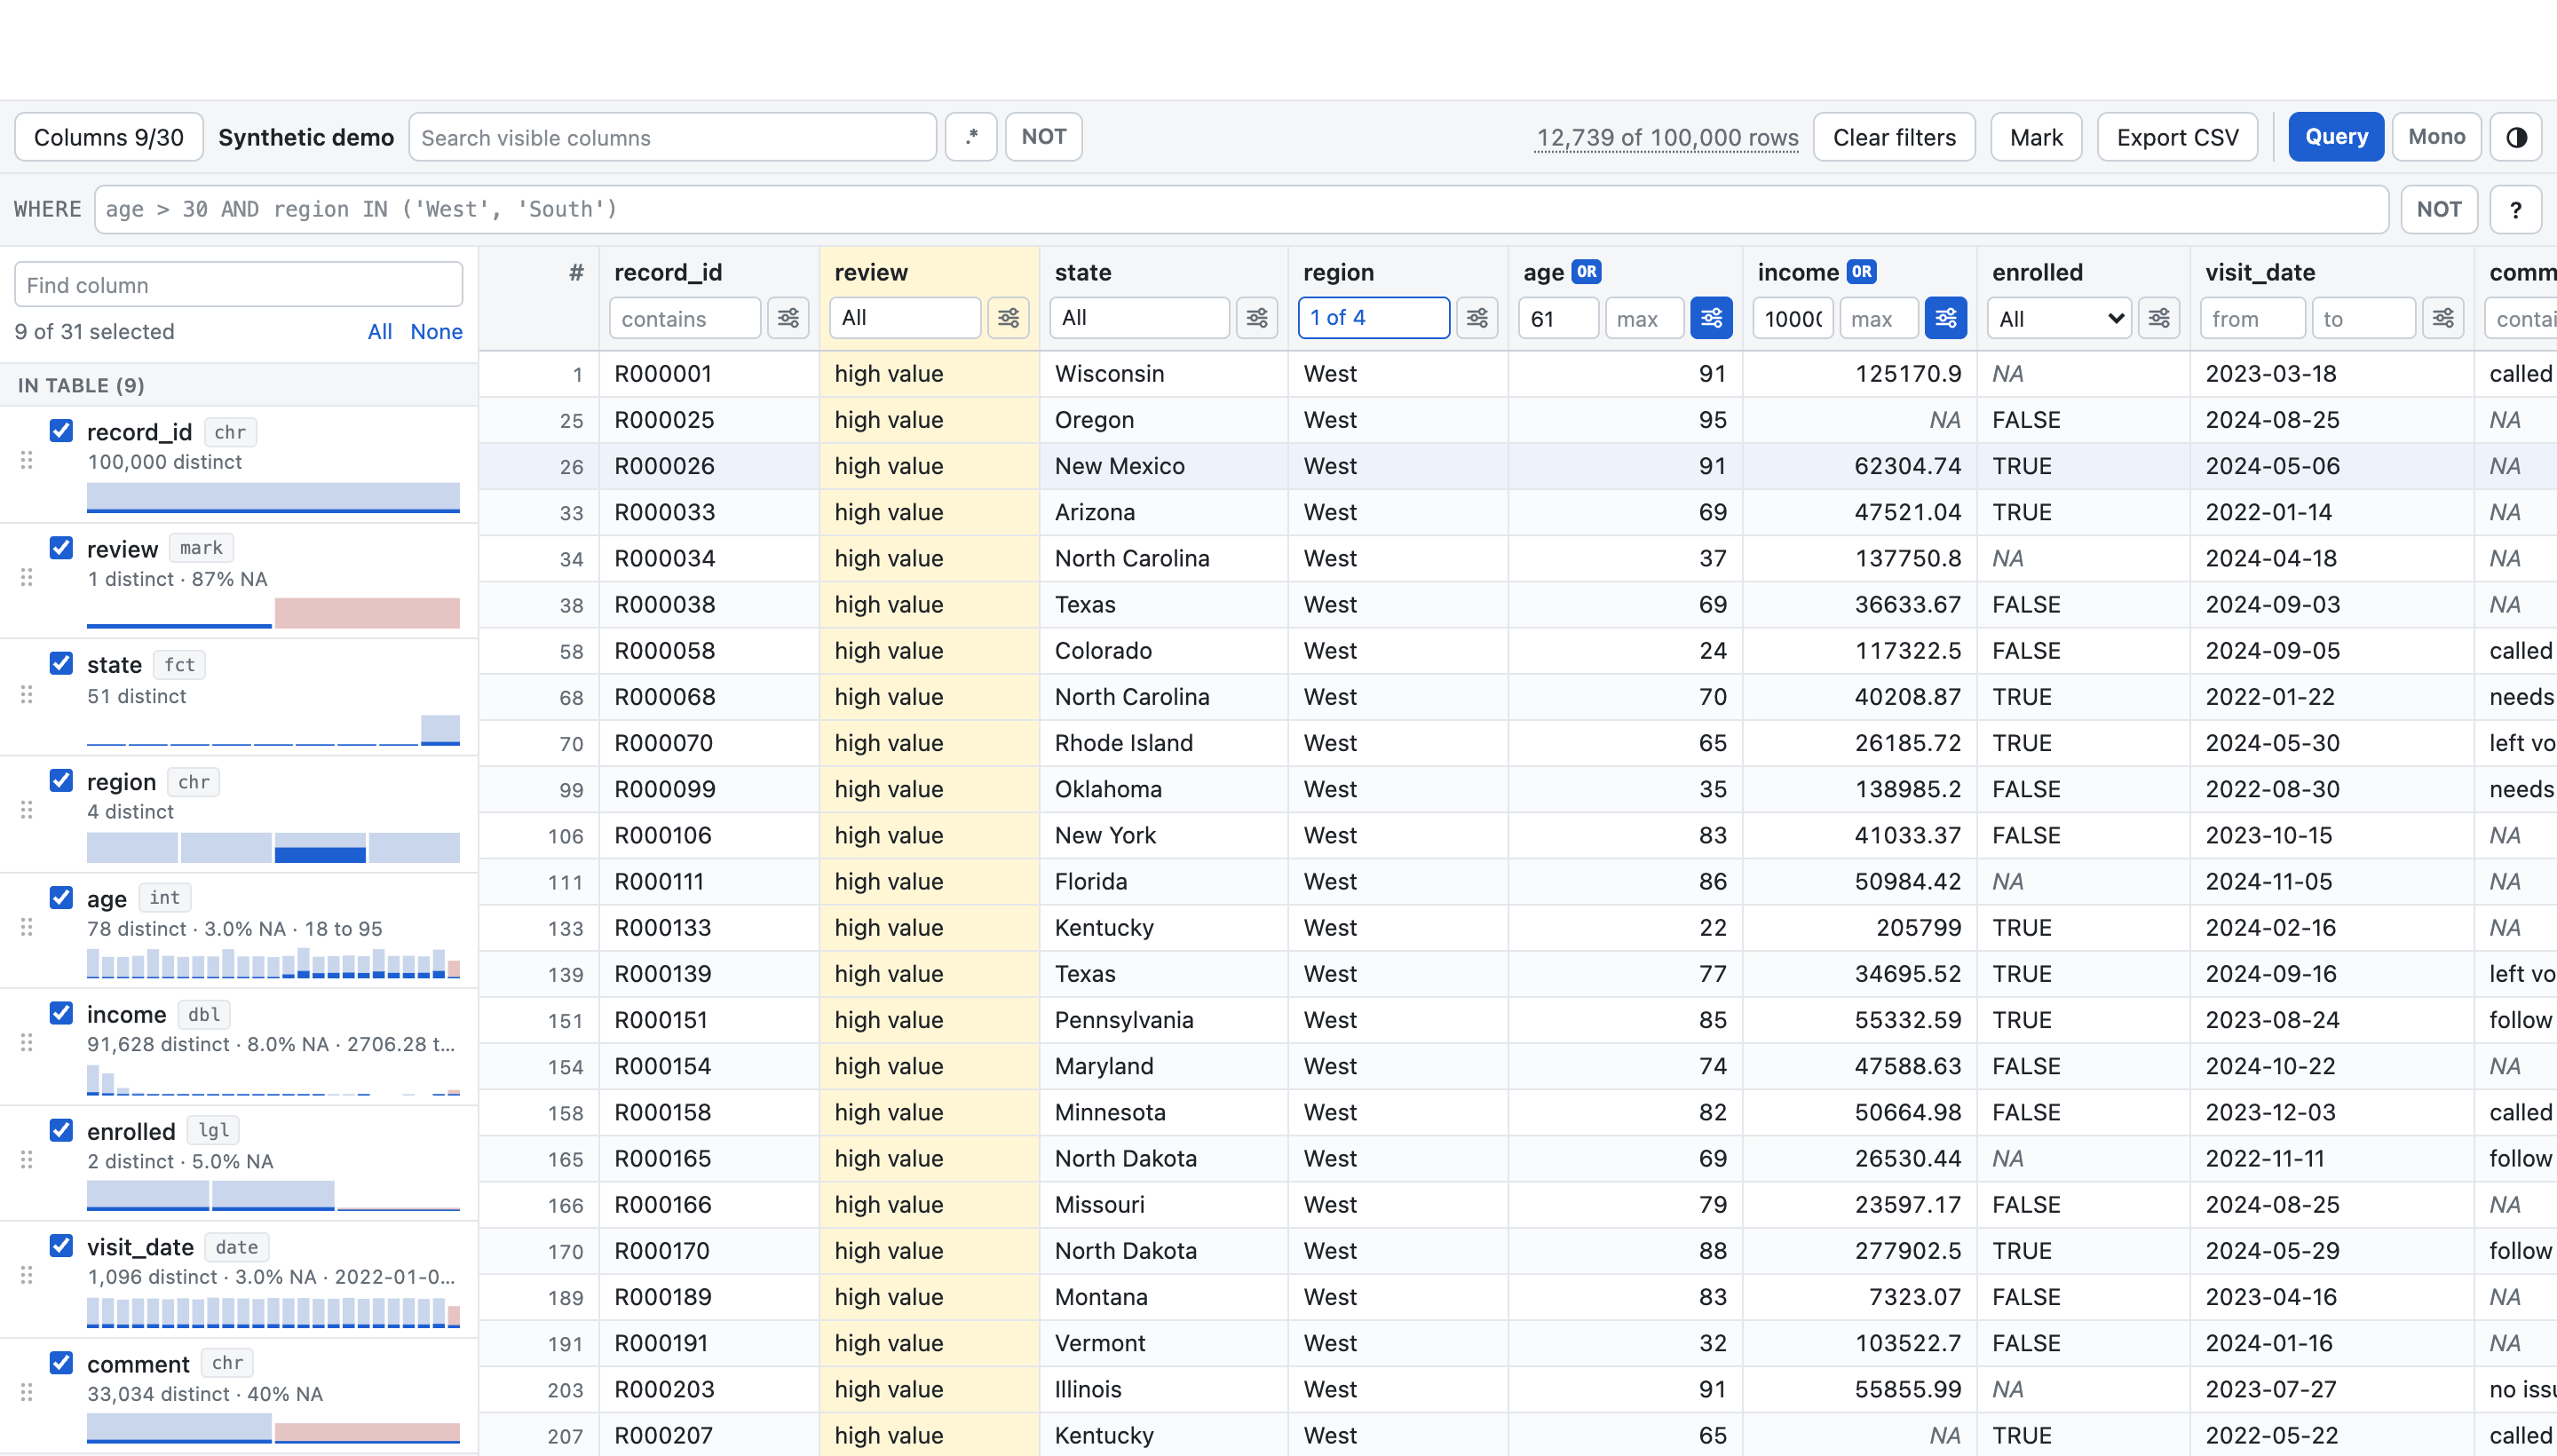 Columns 9/30 Synthetic demo Search visible columns .* NOT 12,739 of 100,000 rows Clear filters Mark Export CSV Query Mono
WHERE age > 30 AND region IN ('West', 'South') NOT ?
Find column
9 of 31 selected All None
IN TABLE (9)
record_id chr
100,000 distinct
review mark
1 distinct · 87% NA
state fct
51 distinct
region chr
4 distinct
age int
78 distinct · 3.0% NA · 18 to 95
income dbl
91,628 distinct · 8.0% NA · 2706.28 t...
enrolled lgl
2 distinct · 5.0% NA
visit_date date
1,096 distinct · 3.0% NA · 2022-01-0...
comment chr
33,034 distinct · 40% NA
# record_id review state region age OR income OR enrolled visit_date comm
contains All All 1 of 4 61 max 1000 max All from to contai
1 R000001 high value Wisconsin West 91 125170.9 NA 2023-03-18 called
25 R000025 high value Oregon West 95 NA FALSE 2024-08-25 NA
26 R000026 high value New Mexico West 91 62304.74 TRUE 2024-05-06 NA
33 R000033 high value Arizona West 69 47521.04 TRUE 2022-01-14 NA
34 R000034 high value North Carolina West 37 137750.8 NA 2024-04-18 NA
38 R000038 high value Texas West 69 36633.67 FALSE 2024-09-03 NA
58 R000058 high value Colorado West 24 117322.5 FALSE 2024-09-05 called
68 R000068 high value North Carolina West 70 40208.87 TRUE 2022-01-22 needs
70 R000070 high value Rhode Island West 65 26185.72 TRUE 2024-05-30 left vo
99 R000099 high value Oklahoma West 35 138985.2 FALSE 2022-08-30 needs
106 R000106 high value New York West 83 41033.37 FALSE 2023-10-15 NA
111 R000111 high value Florida West 86 50984.42 NA 2024-11-05 NA
133 R000133 high value Kentucky West 22 205799 TRUE 2024-02-16 NA
139 R000139 high value Texas West 77 34695.52 TRUE 2024-09-16 left vo
151 R000151 high value Pennsylvania West 85 55332.59 TRUE 2023-08-24 follow
154 R000154 high value Maryland West 74 47588.63 FALSE 2024-10-22 NA
158 R000158 high value Minnesota West 82 50664.98 FALSE 2023-12-03 called
165 R000165 high value North Dakota West 69 26530.44 NA 2022-11-11 follow
166 R000166 high value Missouri West 79 23597.17 FALSE 2024-08-25 NA
170 R000170 high value North Dakota West 88 277902.5 TRUE 2024-05-29 follow
189 R000189 high value Montana West 83 7323.07 FALSE 2023-04-16 NA
191 R000191 high value Vermont West 32 103522.7 FALSE 2024-01-16 NA
203 R000203 high value Illinois West 91 55855.99 NA 2023-07-27 no issu
207 R000207 high value Kentucky West 65 NA TRUE 2022-05-22 called